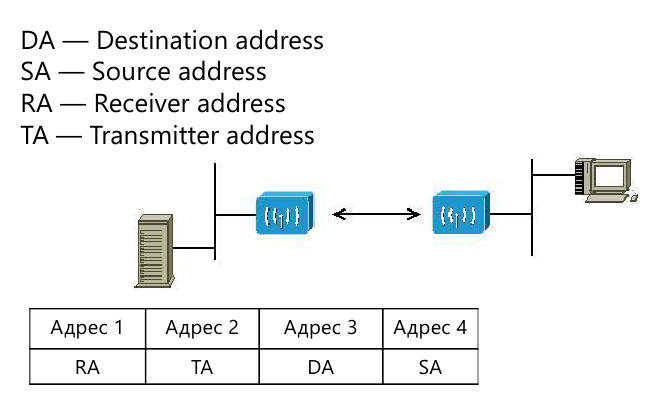 DA — Destination address
SA — Source address
RA — Receiver address
TA — Transmitter address
Адрес 1 Адрес 2 Адрес 3 Адрес 4
RA TA DA SA